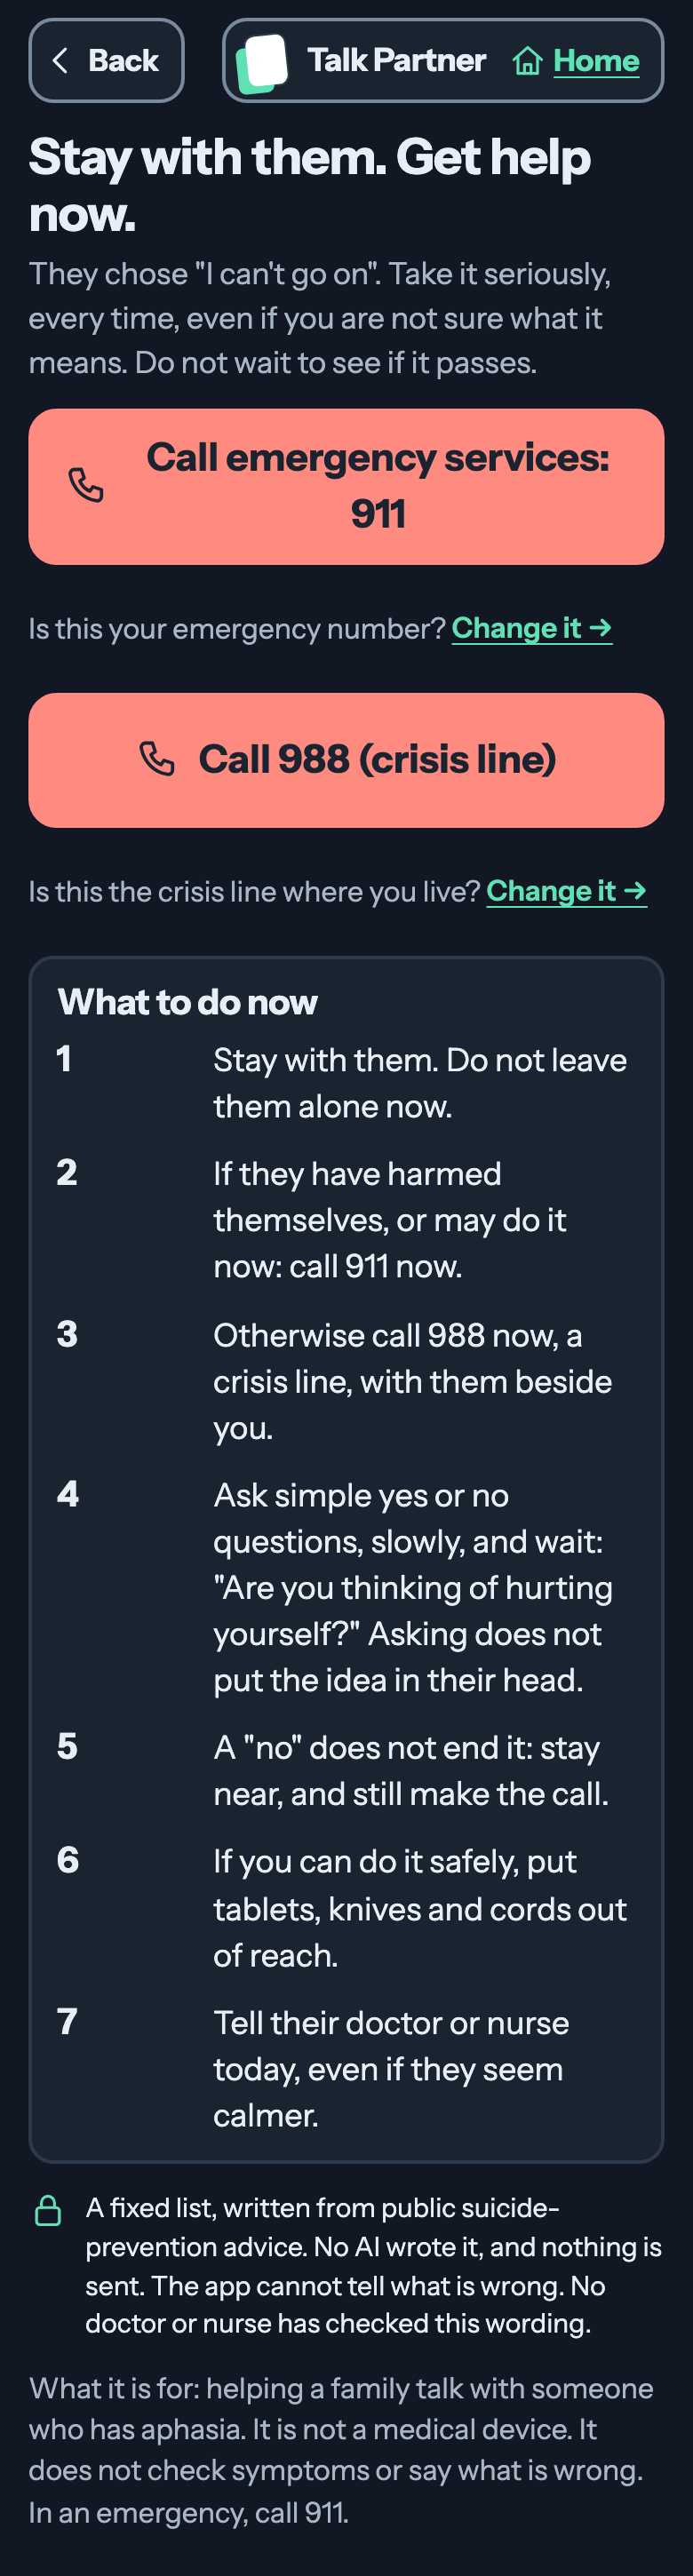 Back
Talk Partner
Home
Stay with them. Get help
now.
They chose "I can't go on". Take it seriously,
every time, even if you are not sure what it
means. Do not wait to see if it passes.
Call emergency services:
911
Is this your emergency number? Change it →
Call 988 (crisis line)
Is this the crisis line where you live? Change it →
What to do now
1 Stay with them. Do not leave
them alone now.
2 If they have harmed
themselves, or may do it
now: call 911 now.
3 Otherwise call 988 now, a
crisis line, with them beside
you.
4 Ask simple yes or no
questions, slowly, and wait:
"Are you thinking of hurting
yourself?" Asking does not
put the idea in their head.
5 A "no" does not end it: stay
near, and still make the call.
6 If you can do it safely, put
tablets, knives and cords out
of reach.
7 Tell their doctor or nurse
today, even if they seem
calmer.
A fixed list, written from public suicide-
prevention advice. No AI wrote it, and nothing is
sent. The app cannot tell what is wrong. No
doctor or nurse has checked this wording.
What it is for: helping a family talk with someone
who has aphasia. It is not a medical device. It
does not check symptoms or say what is wrong.
In an emergency, call 911.